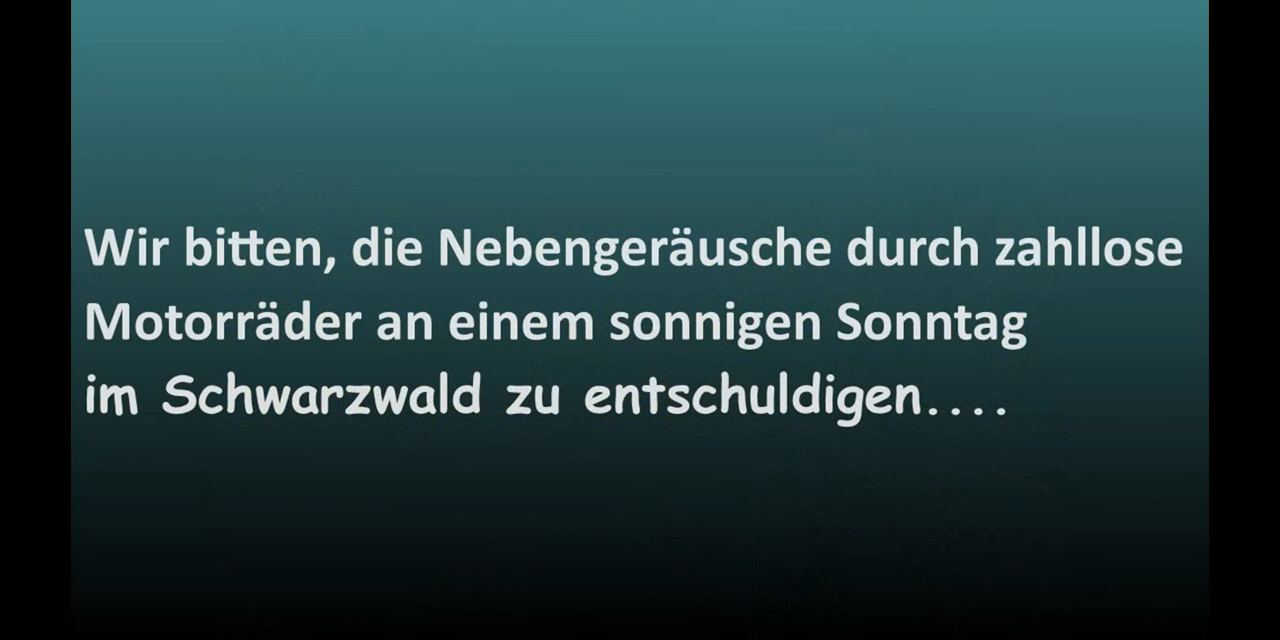 Wir bitten, die Nebengeräusche durch zahllose
Motorräder an einem sonnigen Sonntag
im Schwarzwald zu entschuldigen....